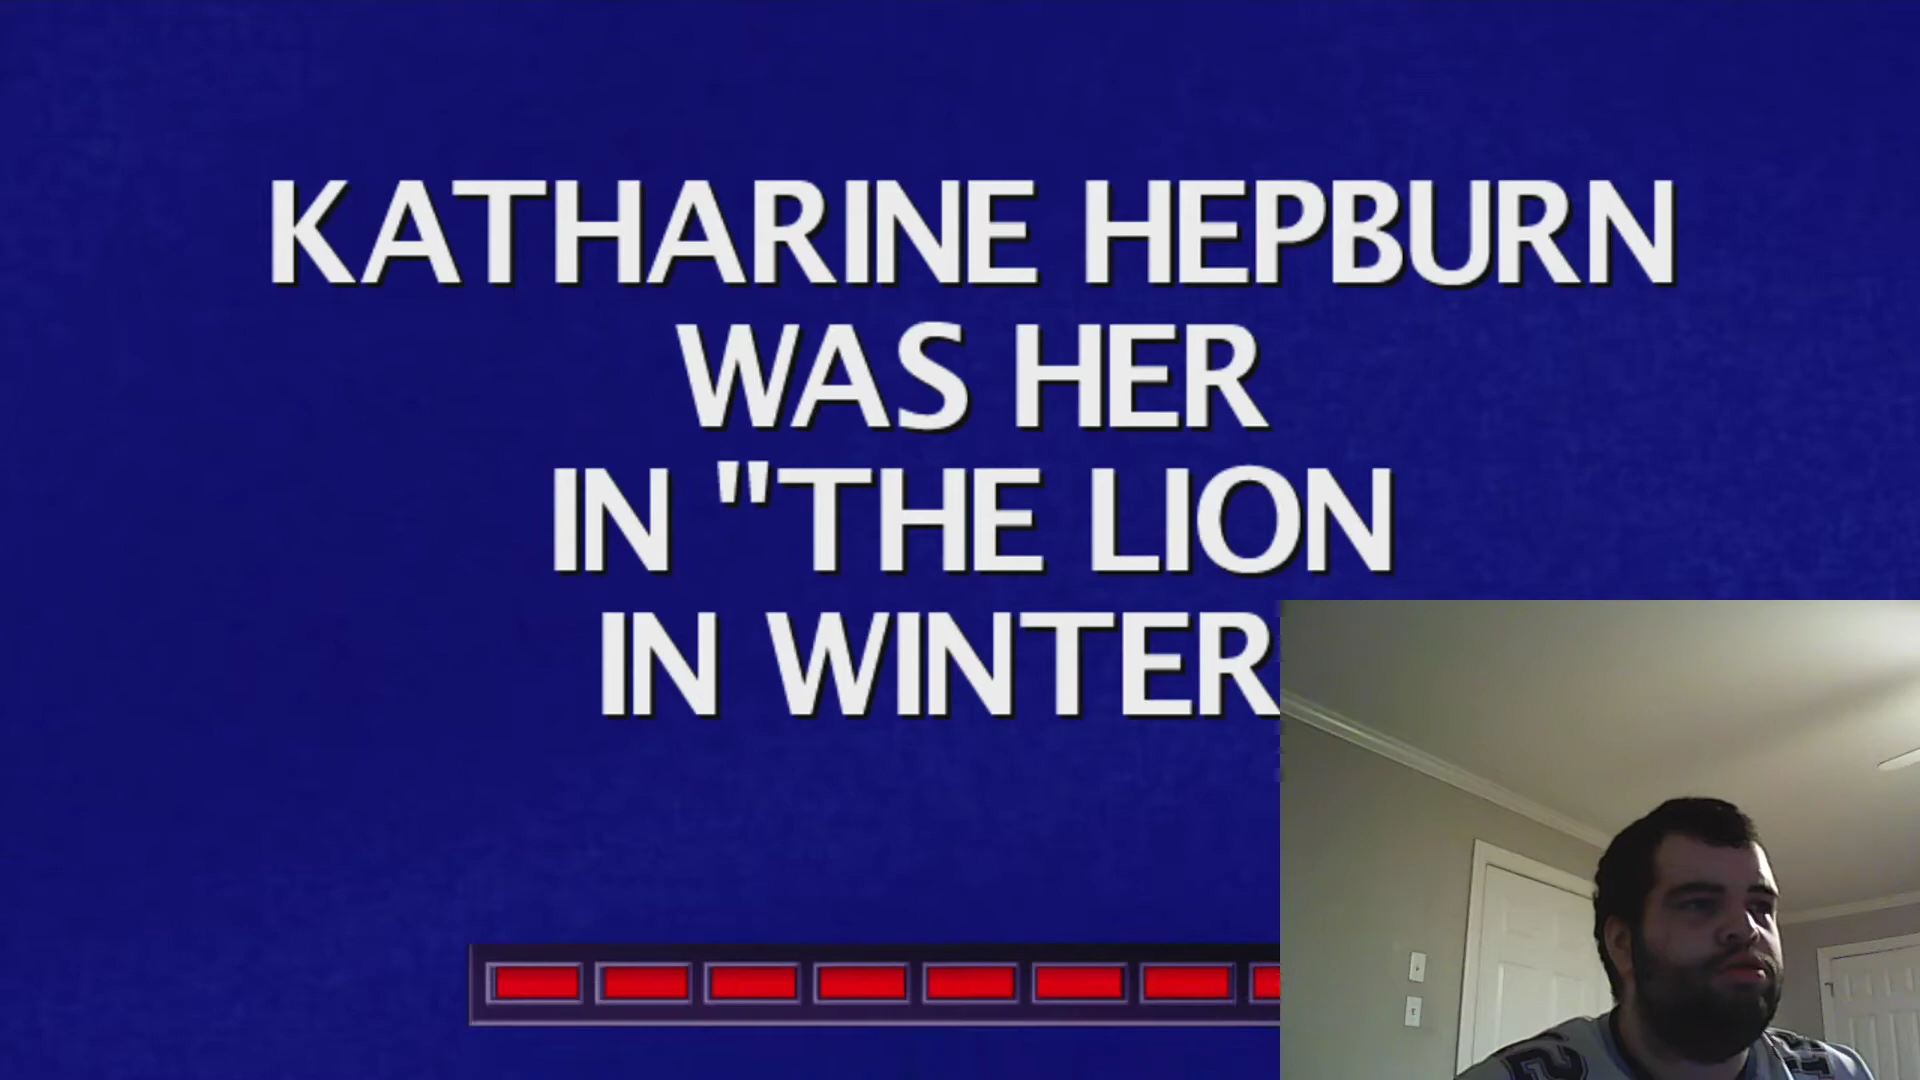 KATHARINE HEPBURN
WAS HER
IN "THE LION
IN WINTER